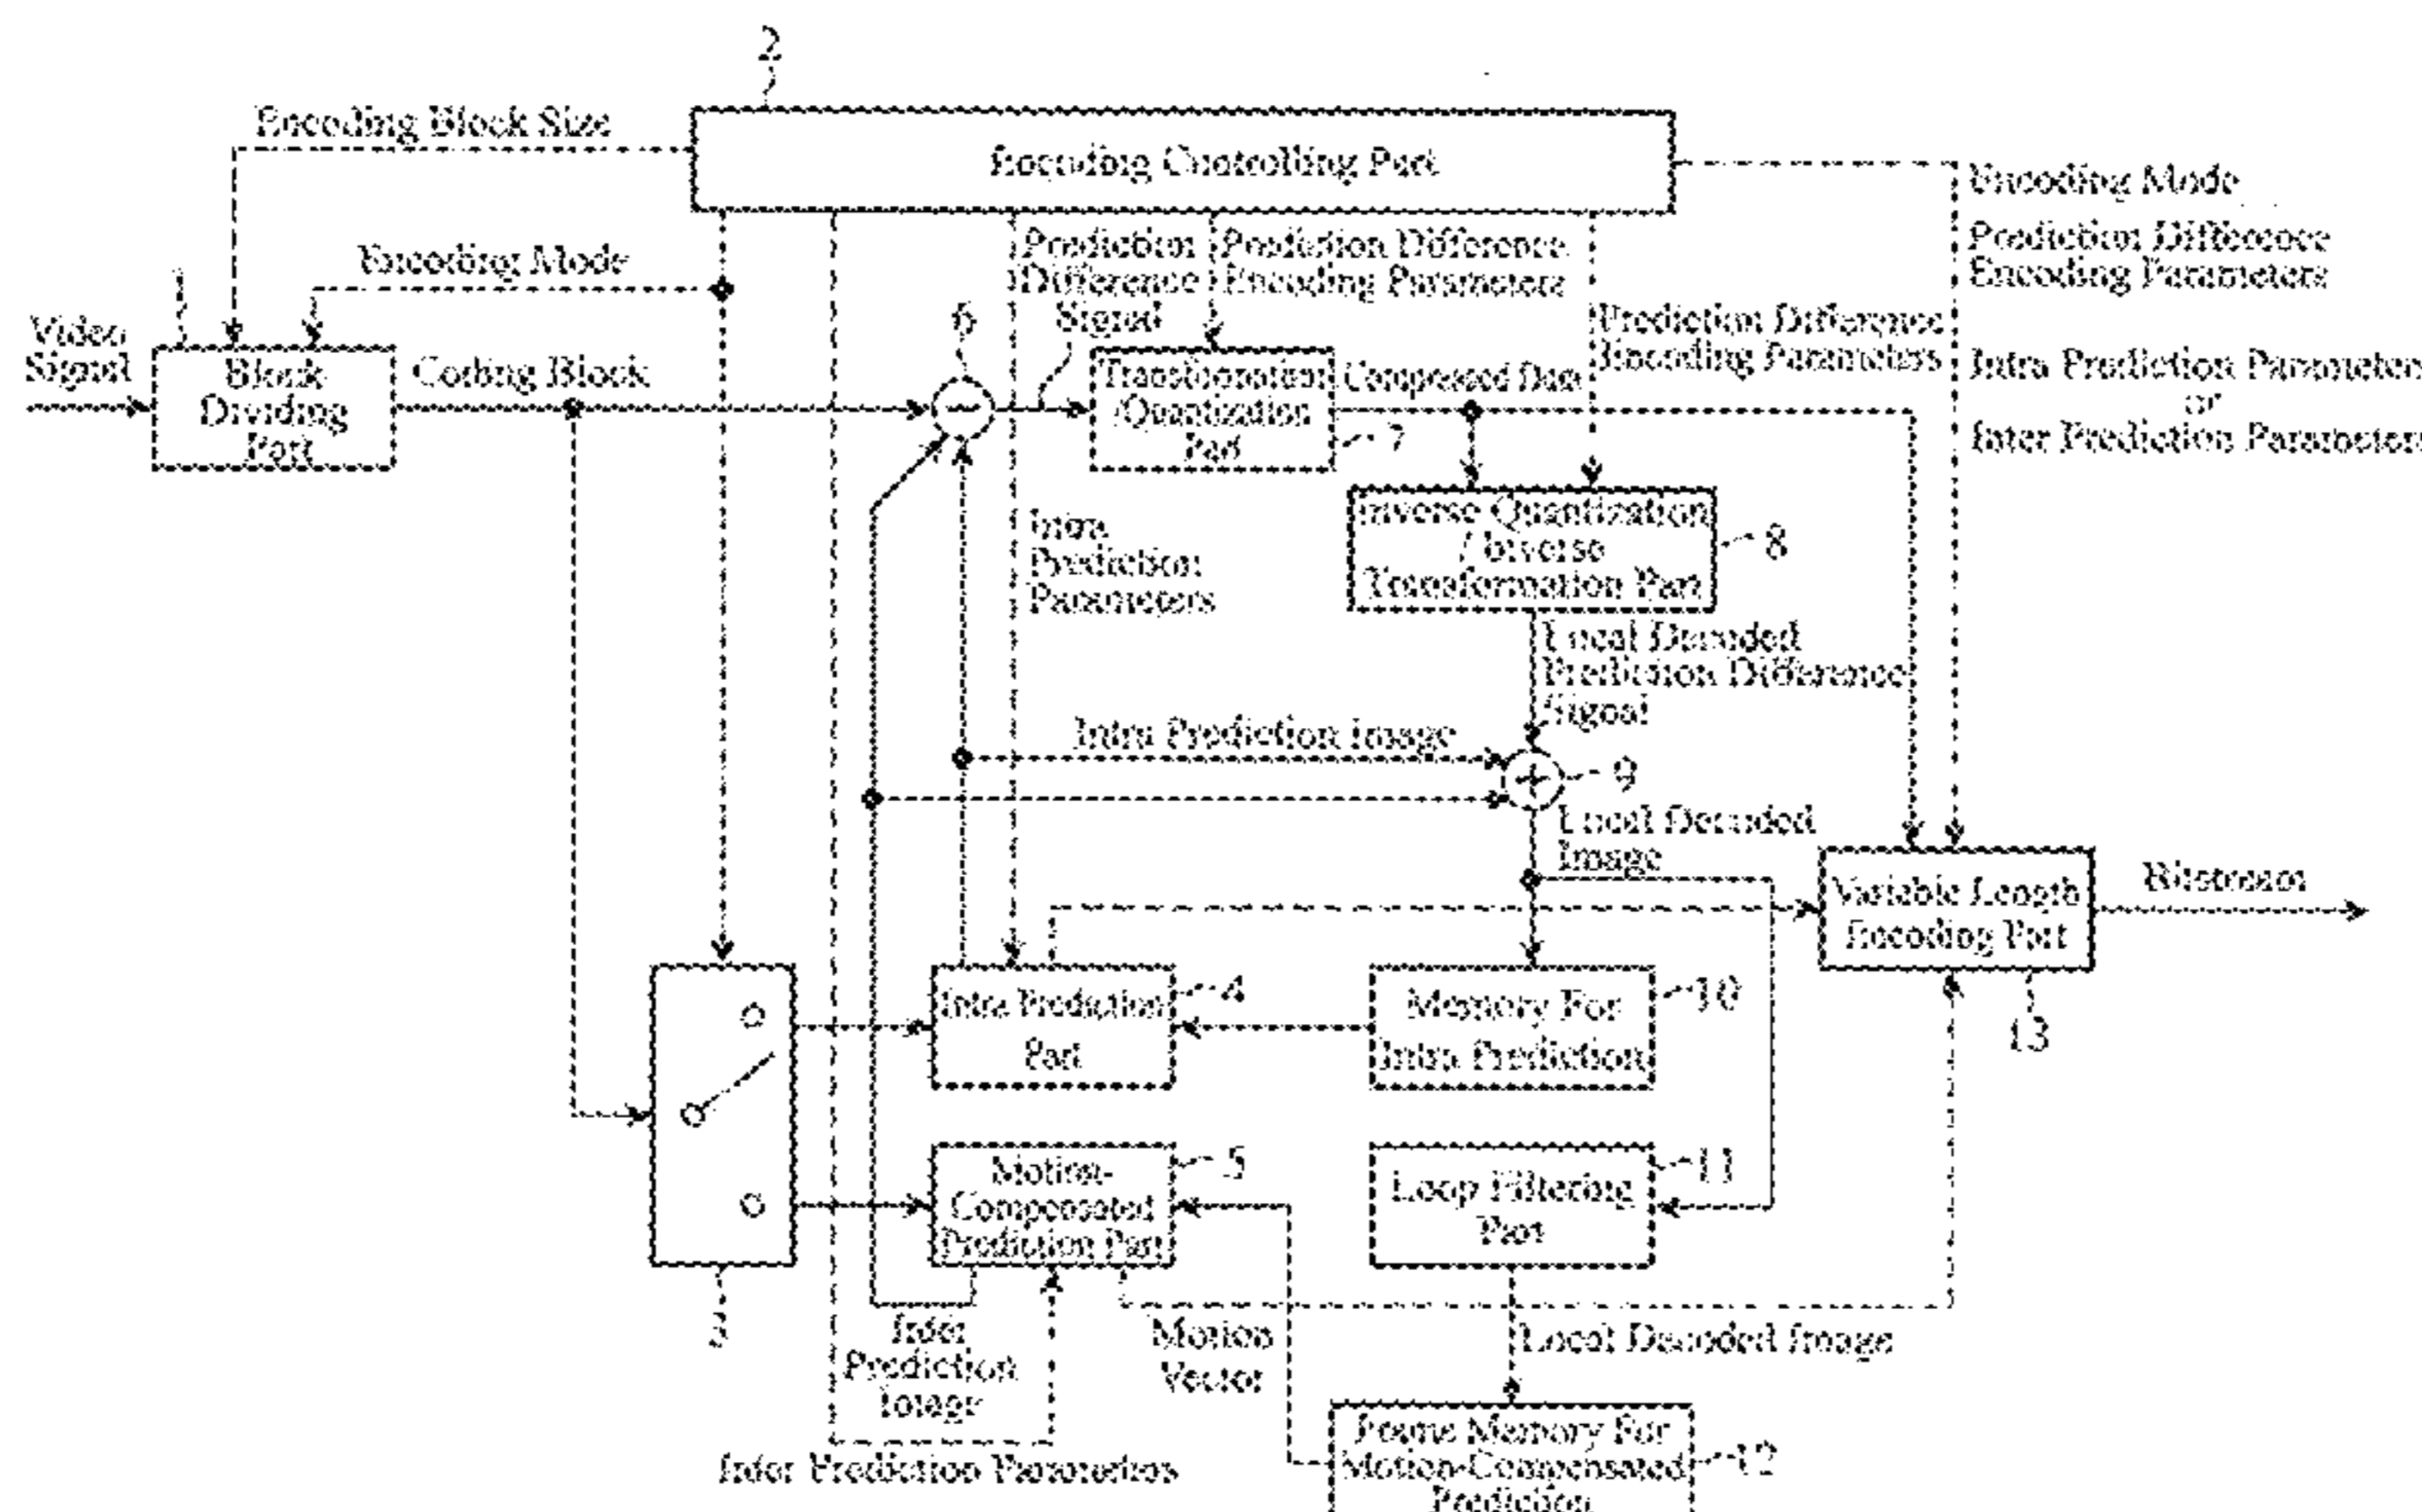 2
Encoding Block Size
Encoding Controlling Part
Encoding Mode
Prediction Difference
Encoding Parameters
Intra Prediction Parameters
or
Inter Prediction Parameters
Encoding Mode
Prediction
Difference
Signal
Prediction Difference
Encoding Parameters
Prediction Difference
Encoding Parameters
1
Video
Signal
Block
Dividing
Part
Coding Block
6
Transformation
/Quantization
Part
7
Compressed Data
Inverse Quantization
/ Inverse
Transformation Part
8
Intra
Prediction
Parameters
Local Decoded
Prediction Difference
Signal
Intra Prediction Image
9
Local Decoded
Image
Variable Length
Encoding Part
13
Bitstream
Intra Prediction
Part
4
Memory For
Intra Prediction
10
Motion-
Compensated
Prediction Part
5
Loop Filtering
Part
11
3
Inter
Prediction
Image
Motion
Vector
Local Decoded Image
Inter Prediction Parameters
Frame Memory For
Motion-Compensated
Prediction
12